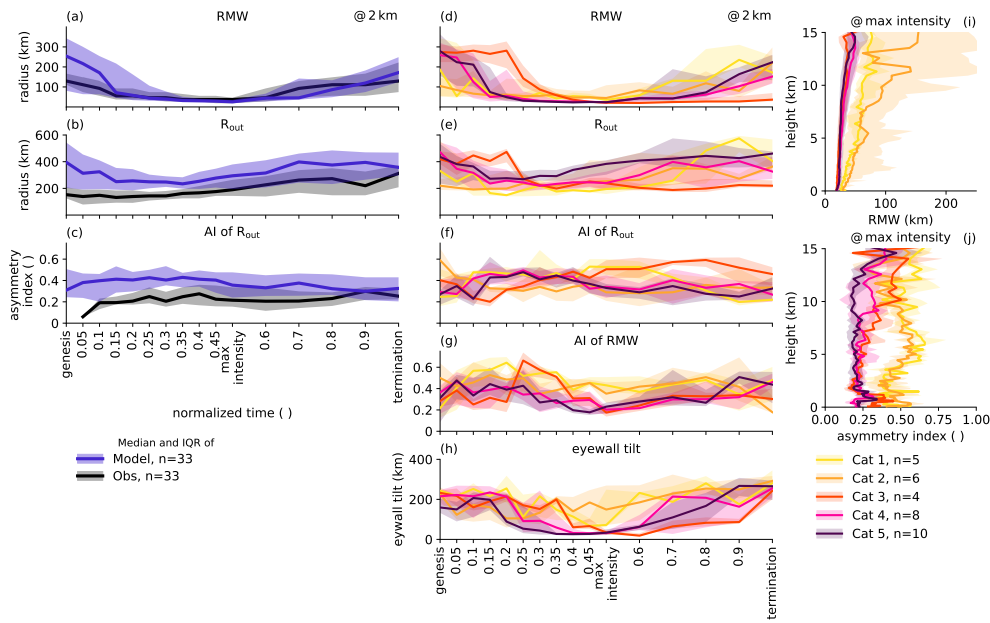 (a) RMW @ 2 km
300
200
100
radius (km)
(b) Rout
600
400
200
radius (km)
(c) AI of Rout
0.6
0.4
0.2
0
asymmetry
index ( )
genesis
0.05
0.1
0.15
0.2
0.25
0.3
0.35
0.4
0.45
max
intensity
0.6
0.7
0.8
0.9
termination
normalized time ( )
Median and IQR of
Model, n=33
Obs, n=33
(d) RMW @ 2 km
(e) Rout
(f) AI of Rout
(g) AI of RMW
0.6
0.4
0.2
0
(h) eyewall tilt
400
200
0
eyewall tilt (km)
genesis
0.05
0.1
0.15
0.2
0.25
0.3
0.35
0.4
0.45
max
intensity
0.6
0.7
0.8
0.9
termination
@ max intensity (i)
15
10
5
0
height (km)
0 100 200
RMW (km)
@ max intensity (j)
15
10
5
0
height (km)
0.00 0.25 0.50 0.75 1.00
asymmetry index ( )
Cat 1, n=5
Cat 2, n=6
Cat 3, n=4
Cat 4, n=8
Cat 5, n=10